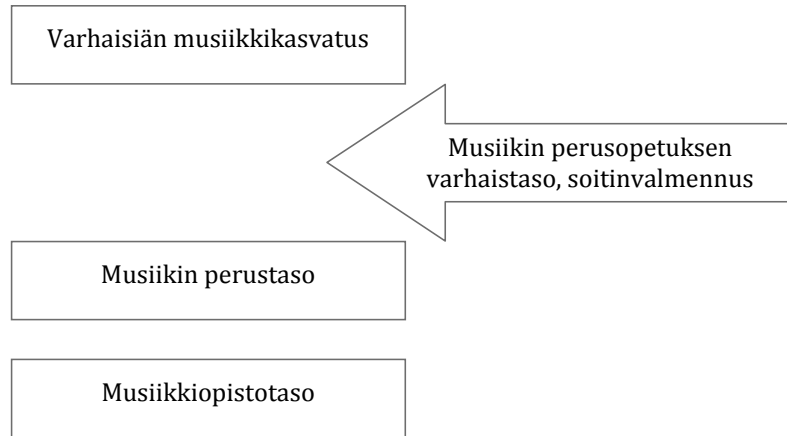 Varhaisiän musiikkikasvatus
Musiikin perusopetuksen
varhaistaso, soitinvalmennus
Musiikin perustaso
Musiikkiopistotaso